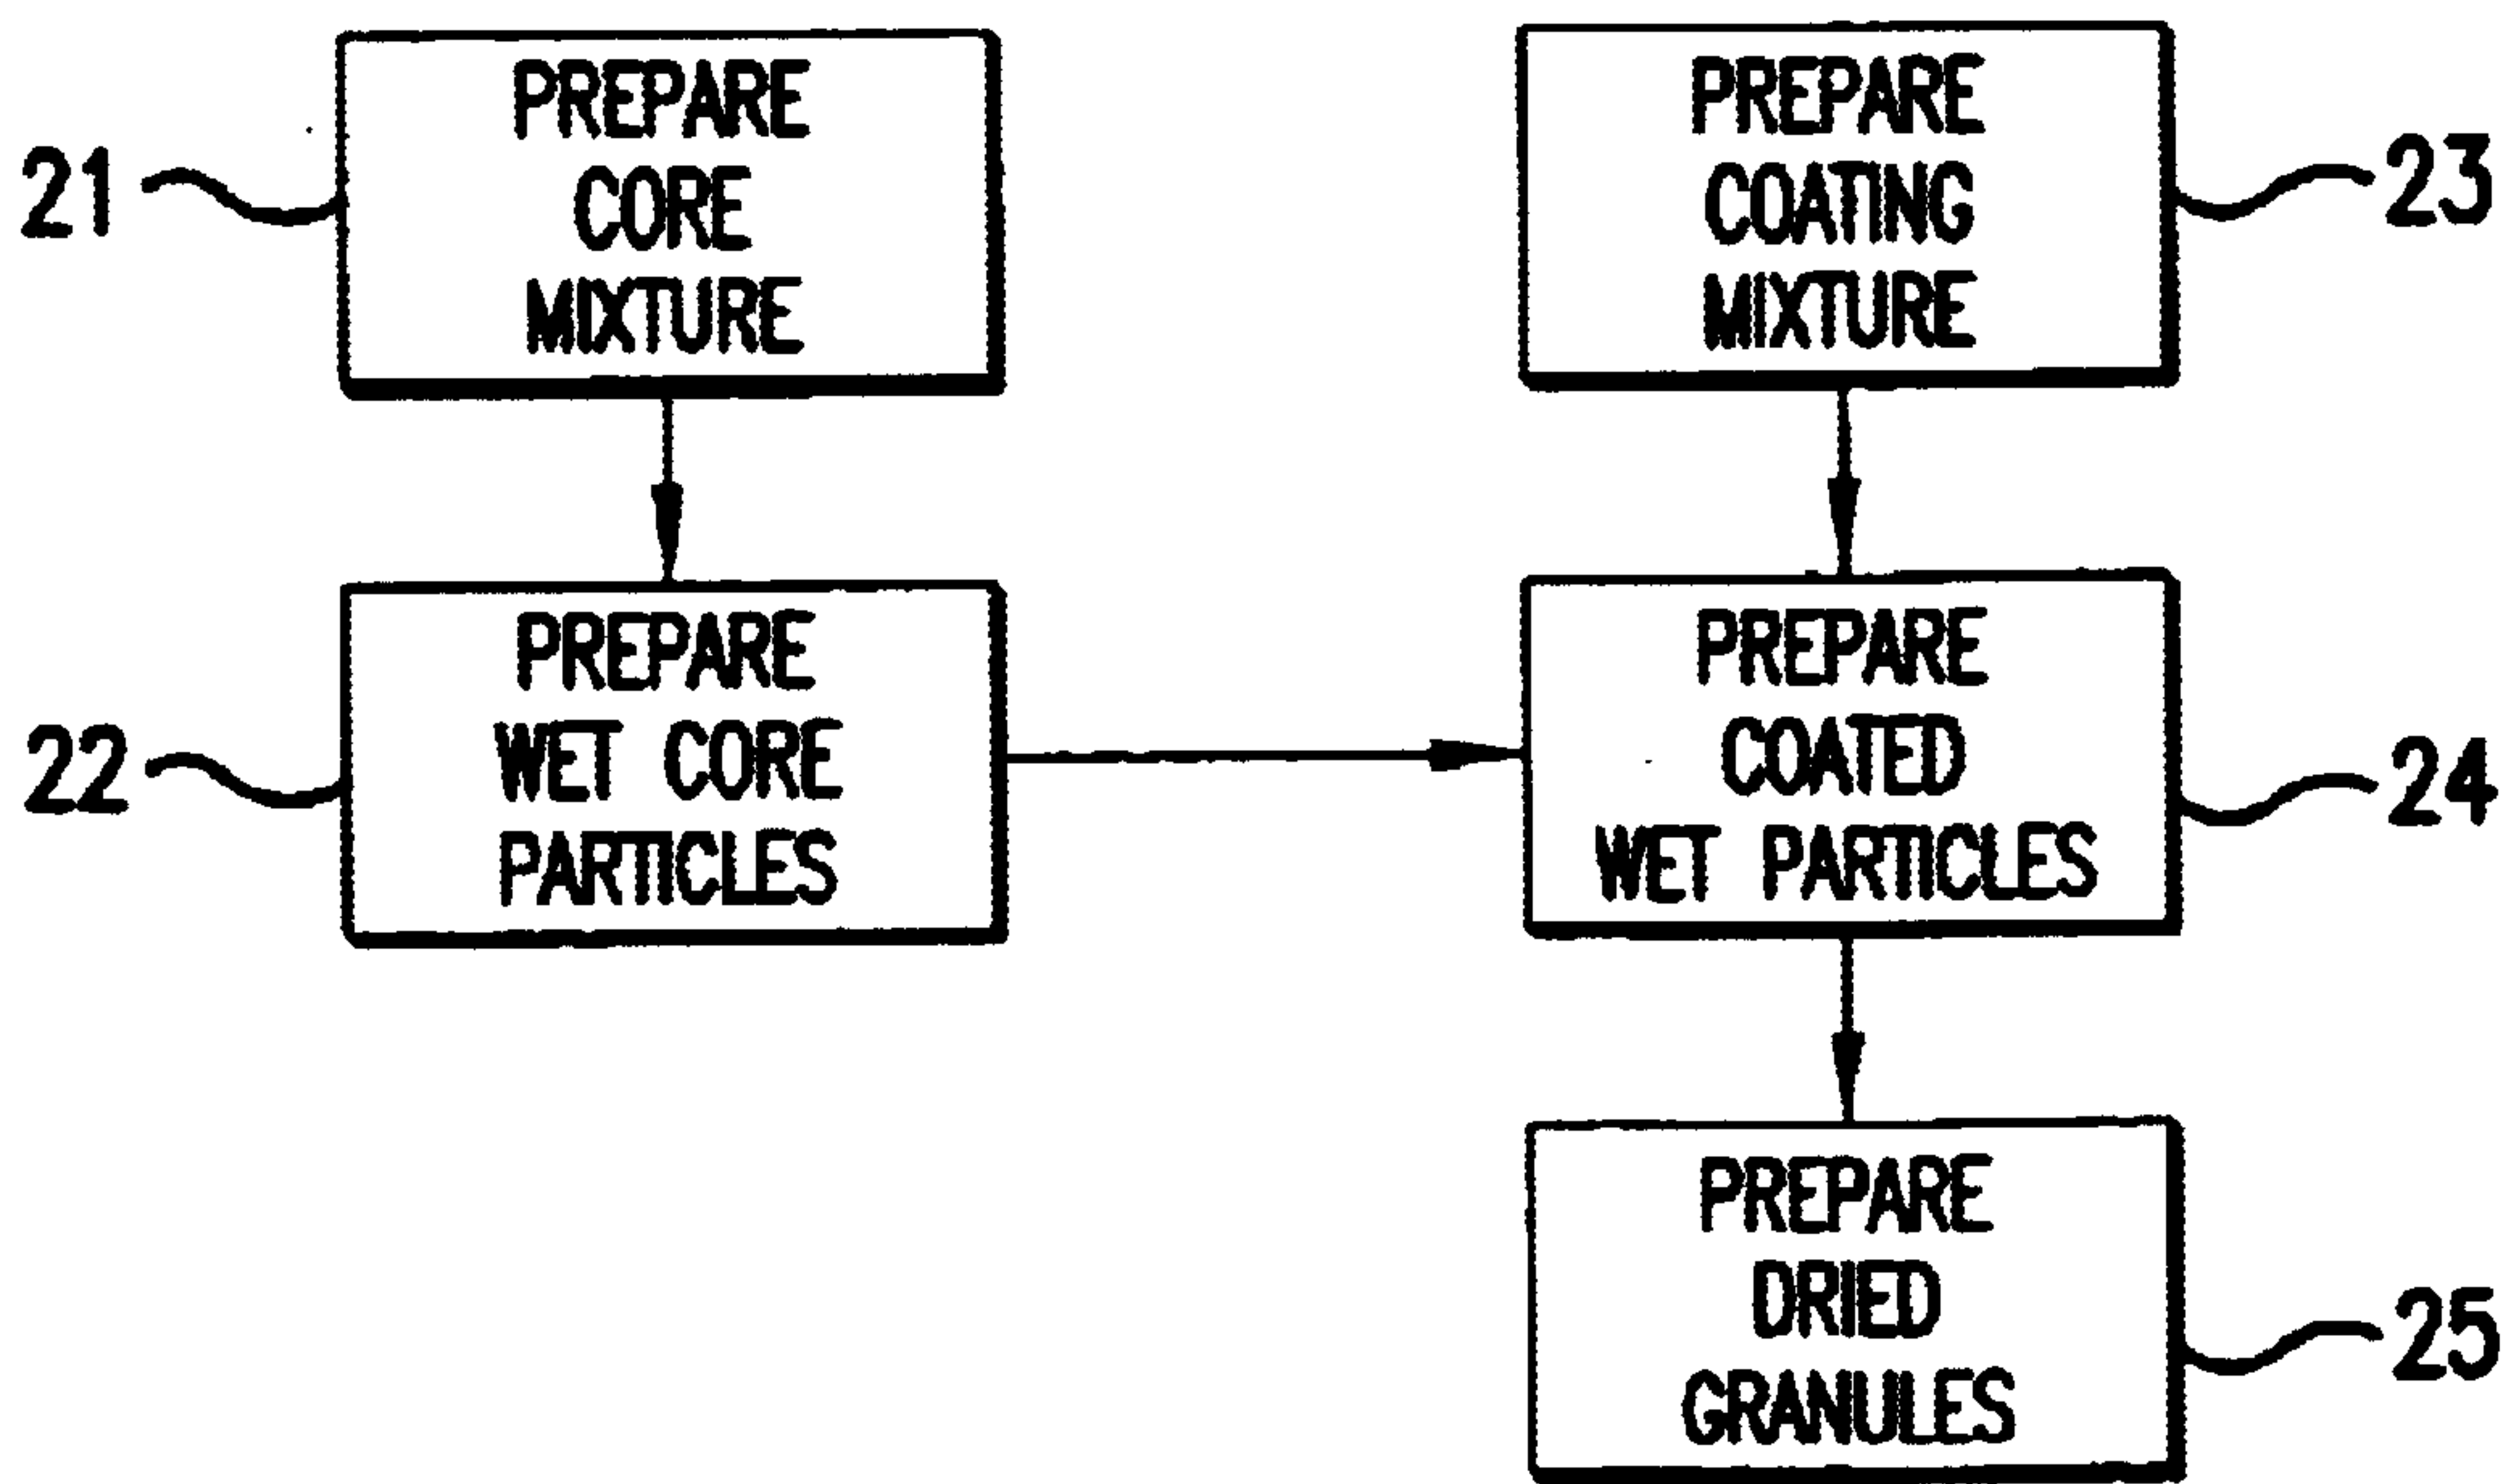 21
PREPARE
CORE
MIXTURE
PREPARE
COATING
MIXTURE
23
22
PREPARE
WET CORE
PARTICLES
PREPARE
COATED
WET PARTICLES
24
PREPARE
DRIED
GRANULES
25